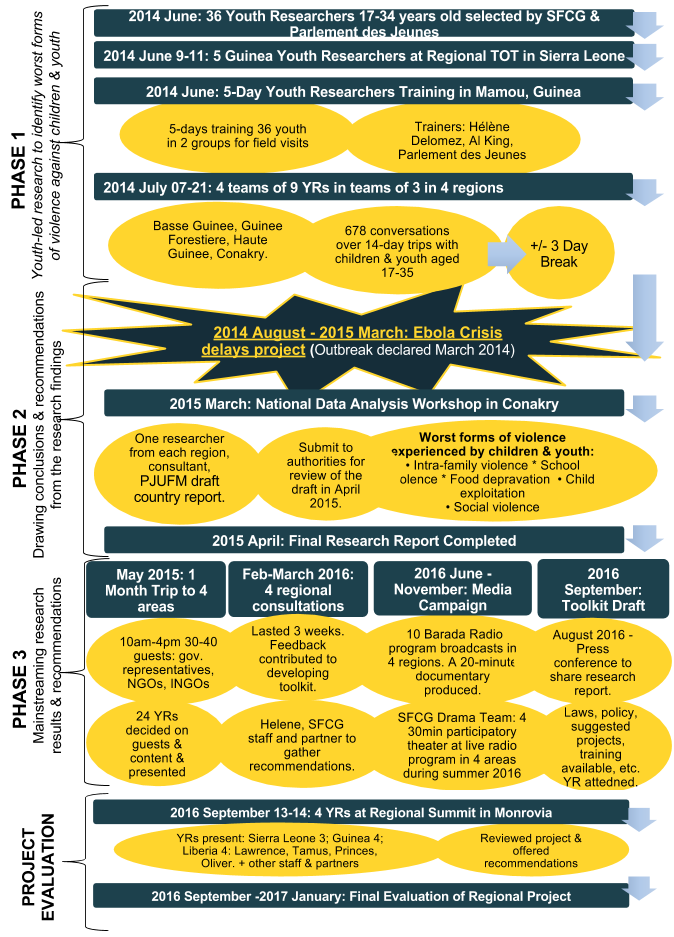 2014 June: 36 Youth Researchers 17-34 years old selected by SFCG &
Parlement des Jeunes
2014 June 9-11: 5 Guinea Youth Researchers at Regional TOT in Sierra Leone
2014 June: 5-Day Youth Researchers Training in Mamou, Guinea
PHASE 1
Youth-led research to identify worst forms
of violence against children & youth
5-days training 36 youth
in 2 groups for field visits
Trainers: Hélène
Delomez, Al King,
Parlement des Jeunes
2014 July 07-21: 4 teams of 9 YRs in teams of 3 in 4 regions
Basse Guinee, Guinee
Forestiere, Haute
Guinee, Conakry.
678 conversations
over 14-day trips with
children & youth aged
17-35
+/- 3 Day
Break
2014 August - 2015 March: Ebola Crisis
delays project (Outbreak declared March 2014)
PHASE 2
Drawing conclusions & recommendations
from the research findings
2015 March: National Data Analysis Workshop in Conakry
One researcher
from each region,
consultant,
PJUFM draft
country report.
Submit to
authorities for
review of the
draft in April
2015.
Worst forms of violence
experienced by children & youth:
• Intra-family violence * School
olence * Food depravation • Child
exploitation
• Social violence
2015 April: Final Research Report Completed
PHASE 3
Mainstreaming research
results & recommendations
May 2015: 1
Month Trip to 4
areas
Feb-March 2016:
4 regional
consultations
2016 June -
November: Media
Campaign
2016
September:
Toolkit Draft
10am-4pm 30-40
guests: gov.
representatives,
NGOs, INGOs
Lasted 3 weeks.
Feedback
contributed to
developing
toolkit.
10 Barada Radio
program broadcasts in
4 regions. A 20-minute
documentary
produced.
August 2016 -
Press
conference to
share research
report.
24 YRs
decided on
guests &
content &
presented
Helene, SFCG
staff and partner to
gather
recommendations.
SFCG Drama Team: 4
30min participatory
theater at live radio
program in 4 areas
during summer 2016
Laws, policy,
suggested
projects,
training
available, etc.
YR attedned.
PROJECT
EVALUATION
2016 September 13-14: 4 YRs at Regional Summit in Monrovia
YRs present: Sierra Leone 3; Guinea 4;
Liberia 4: Lawrence, Tamus, Princes,
Oliver. + other staff & partners
Reviewed project &
offered
recommendations
2016 September -2017 January: Final Evaluation of Regional Project